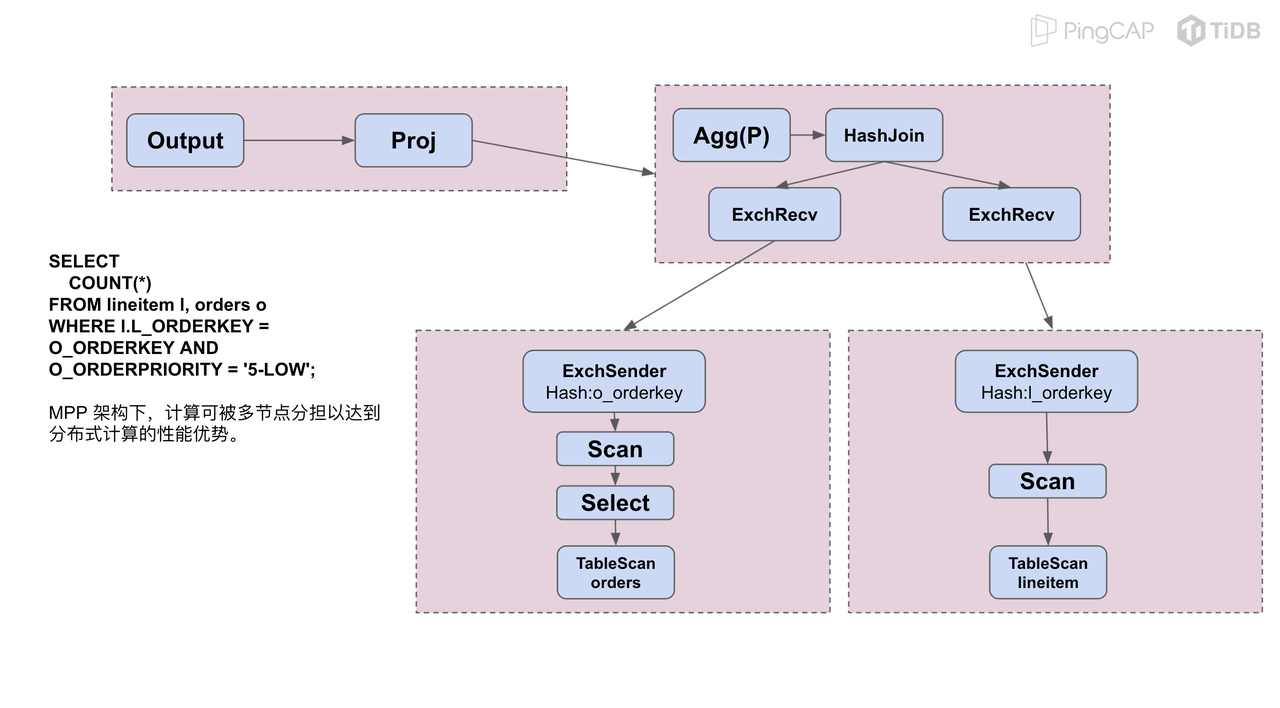 PingCAP TiDB
Output
Proj
Agg(P)
HashJoin
ExchRecv
ExchRecv
SELECT
COUNT(*)
FROM lineitem l, orders o
WHERE l.L_ORDERKEY =
O_ORDERKEY AND
O_ORDERPRIORITY = '5-LOW';
MPP 架构下，计算可被多节点分担以达到
分布式计算的性能优势。
ExchSender
Hash:o_orderkey
Scan
Select
TableScan
orders
ExchSender
Hash:l_orderkey
Scan
TableScan
lineitem